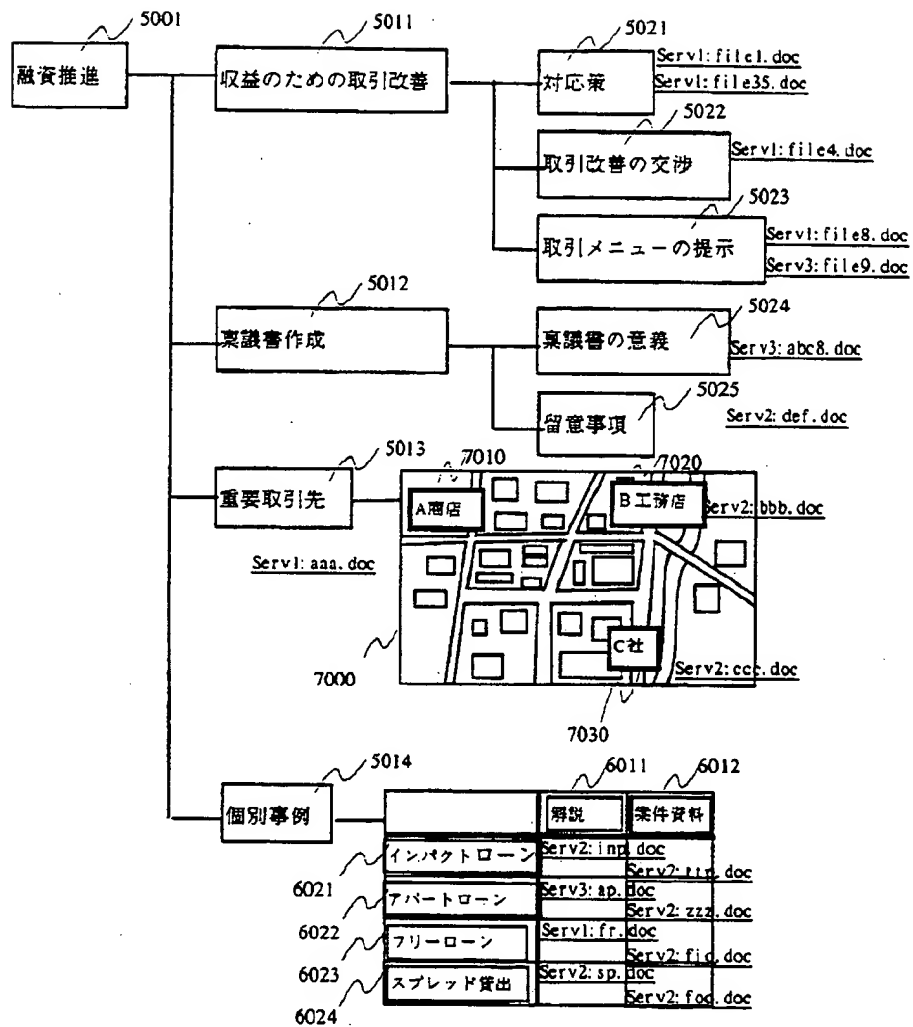 5001
融資推進
5011
収益のための取引改善
5021
対応策
Serv1:file1.doc
Serv1:file35.doc
5022
取引改善の交渉
Serv1:file4.doc
5023
取引メニューの提示
Serv1:file8.doc
Serv3:file9.doc
5012
稟議書作成
5024
稟議書の意義
Serv3:abc8.doc
5025
留意事項
Serv2:def.doc
5013
重要取引先
Serv1:aaa.doc
7010
A商店
7020
B工務店
Serv2:bbb.doc
C社
Serv2:ccc.doc
7000
7030
5014
個別事例
6011
6012
解説
案件資料
6021
インパクトローン
Serv2:inp.doc
6022
アパートローン
Serv3:ap.doc
Serv2:zzz.doc
6023
フリーローン
Serv1:fr.doc
6024
スプレッド貸出
Serv2:sp.doc